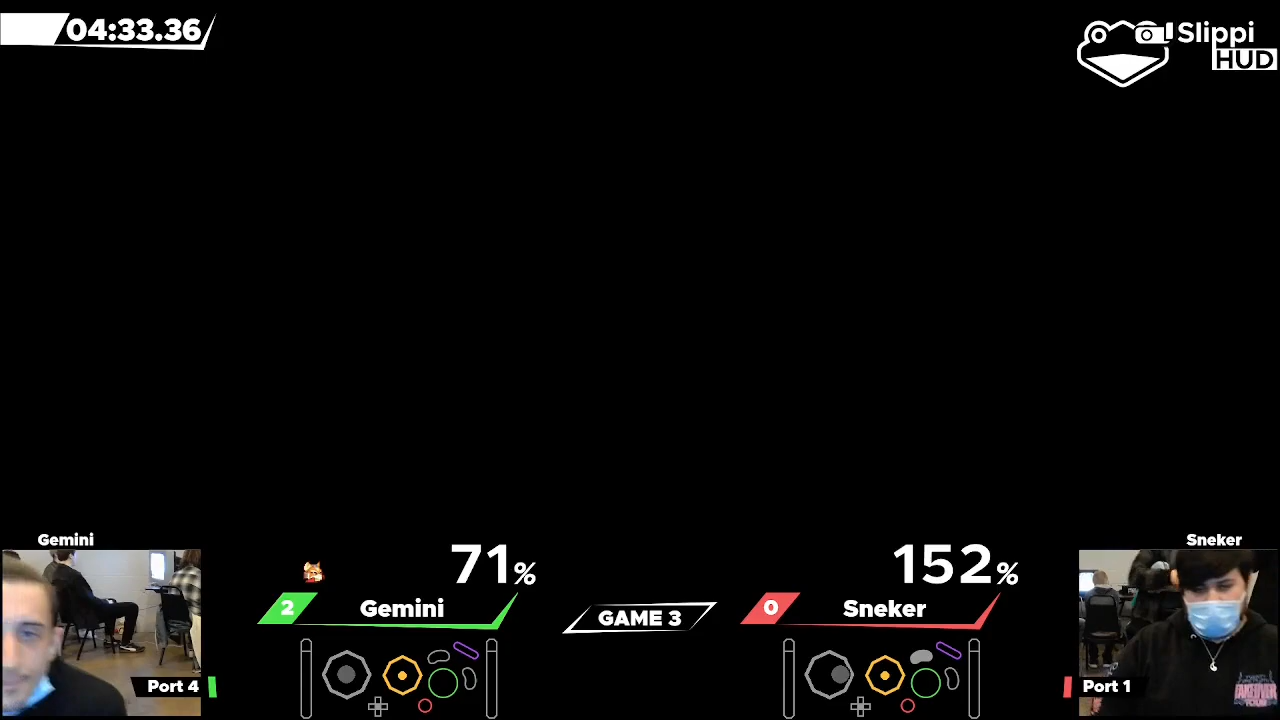 04:33.36
Slippi
HUD
Gemini
Sneker
71%
152%
2 Gemini
GAME 3
0 Sneker
Port 4
Port 1
TAKEOVER